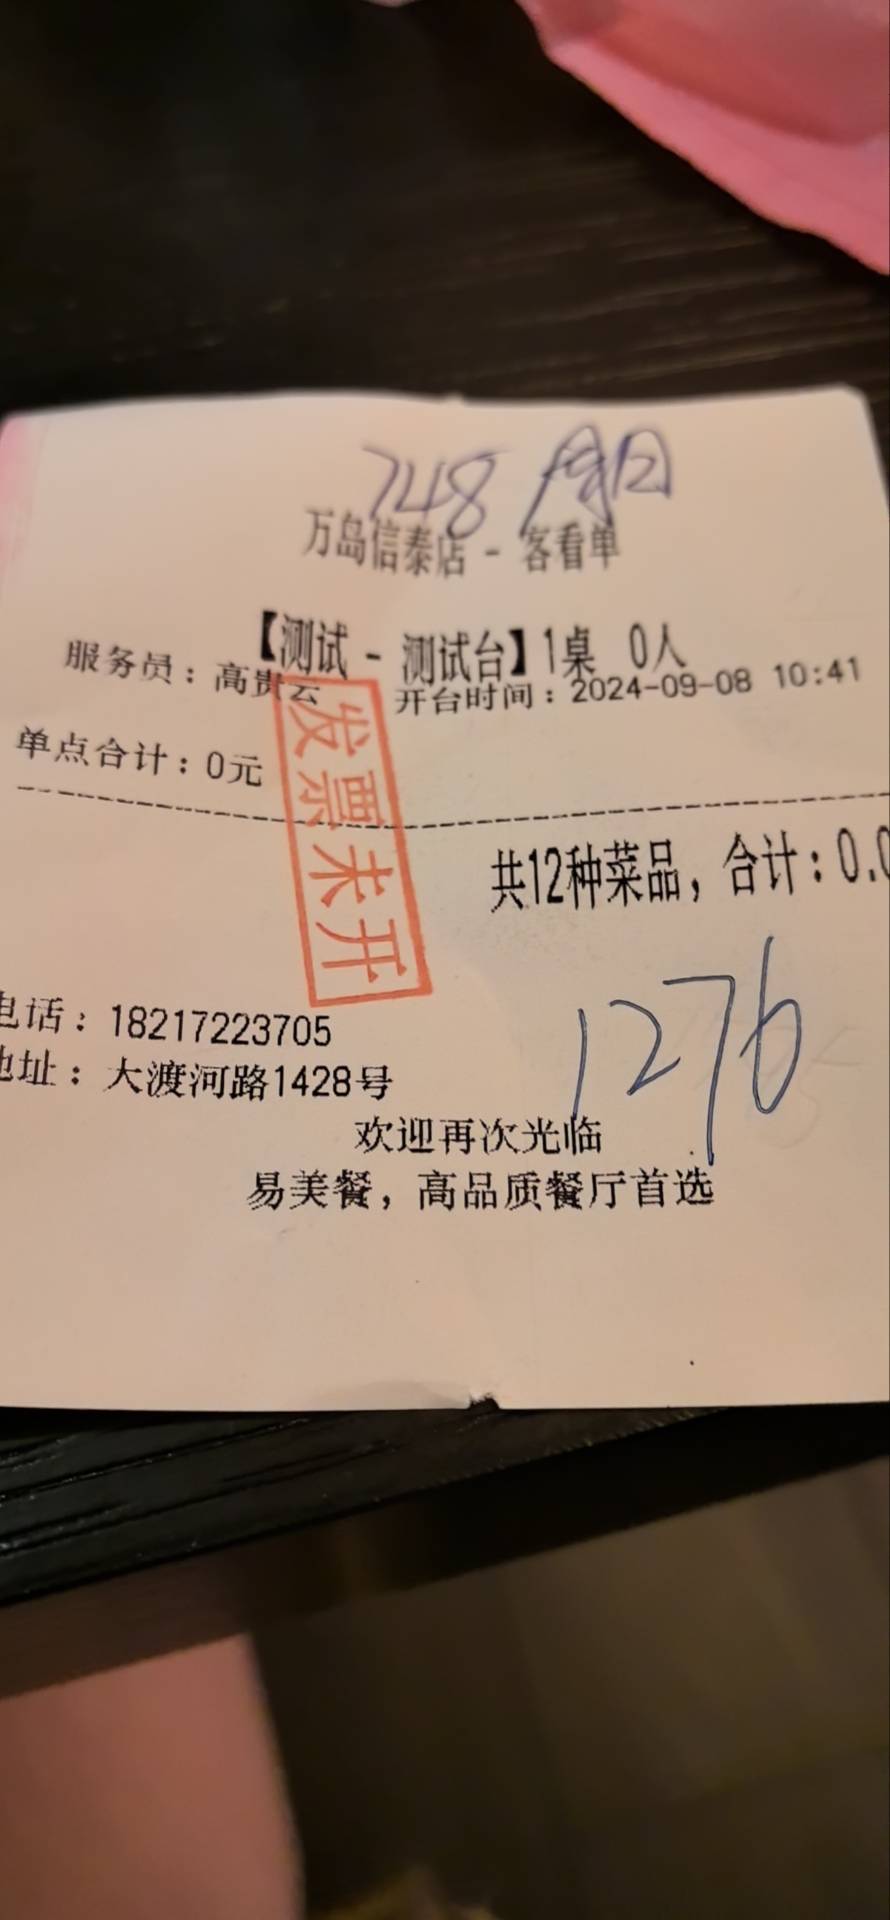 748 周日
万岛信泰店 - 客看单
【测试 - 测试台】1桌 0人
服务员：高贵云 开台时间：2024-09-08 10:41
单点合计：0元
发票未开
共12种菜品，合计：0.0
1276
电话：18217223705
地址：大渡河路1428号
欢迎再次光临
易美餐，高品质餐厅首选